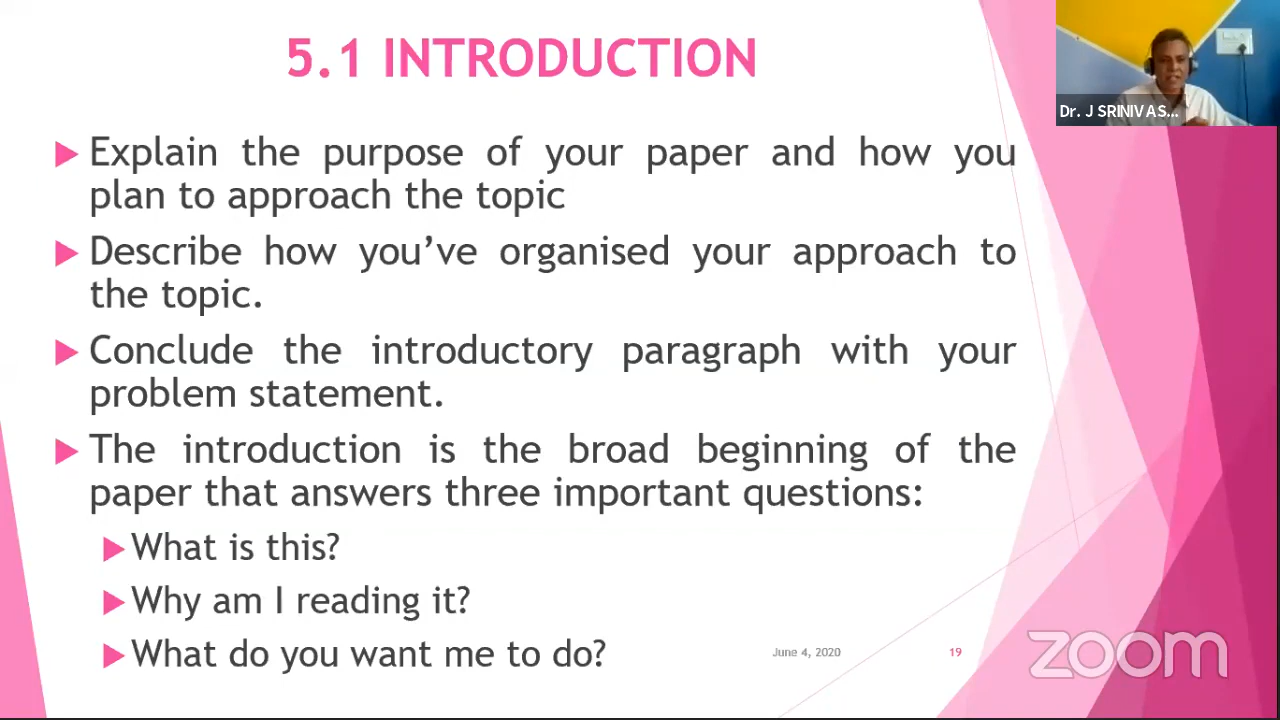 5.1 INTRODUCTION
Dr. J SRINIVAS...
Explain the purpose of your paper and how you
plan to approach the topic
Describe how you’ve organised your approach to
the topic.
Conclude the introductory paragraph with your
problem statement.
The introduction is the broad beginning of the
paper that answers three important questions:
What is this?
Why am I reading it?
What do you want me to do?
June 4, 2020
19
zoom